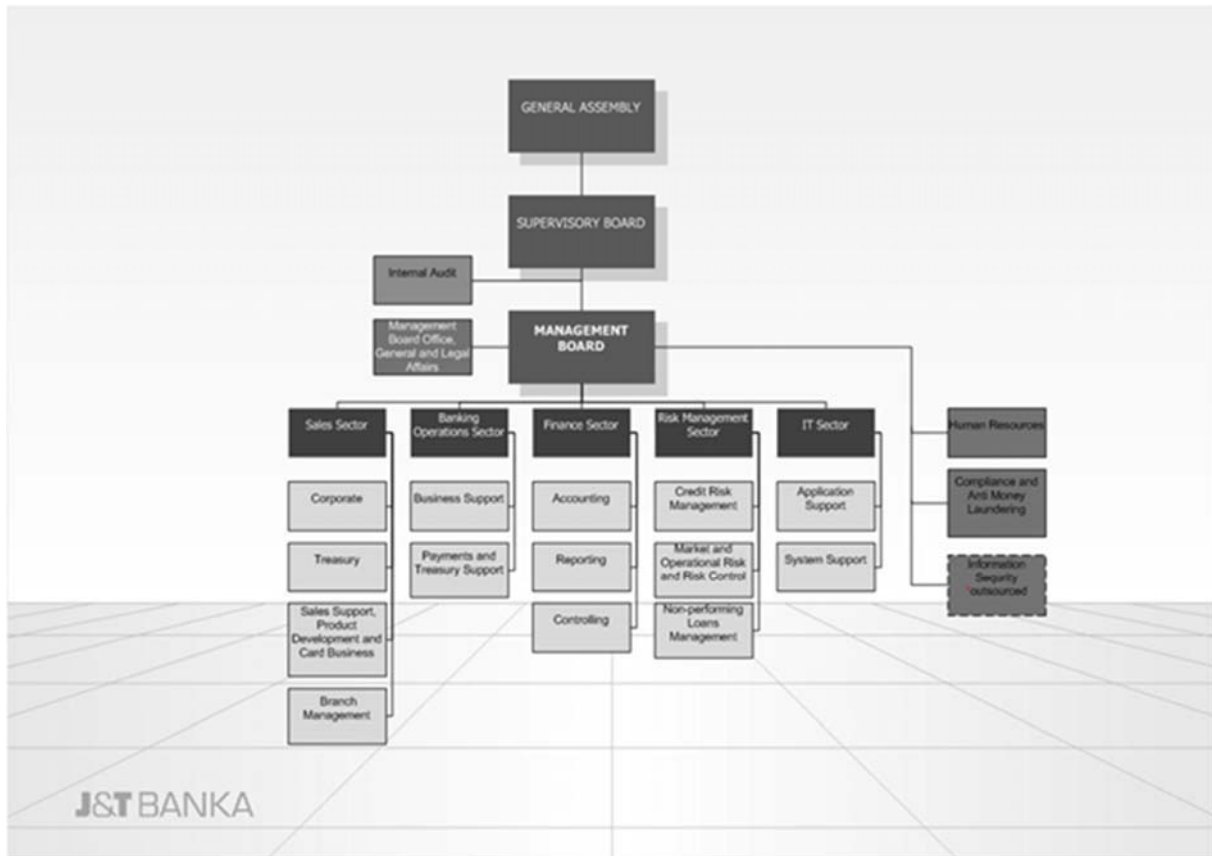 GENERAL ASSEMBLY
SUPERVISORY BOARD
Internal Audit
Management
Board Office,
General and Legal
Affairs
MANAGEMENT
BOARD
Sales Sector
Banking
Operations Sector
Finance Sector
Risk Management
Sector
IT Sector
Human Resources
Corporate
Business Support
Accounting
Credit Risk
Management
Application
Support
Compliance and
Anti Money
Laundering
Treasury
Payments and
Treasury Support
Reporting
Market and
Operational Risk
and Risk Control
System Support
Information
Sequrity
*outsourced
Sales Support,
Product
Development and
Card Business
Controlling
Non-performing
Loans
Management
Branch
Management
J&T BANKA